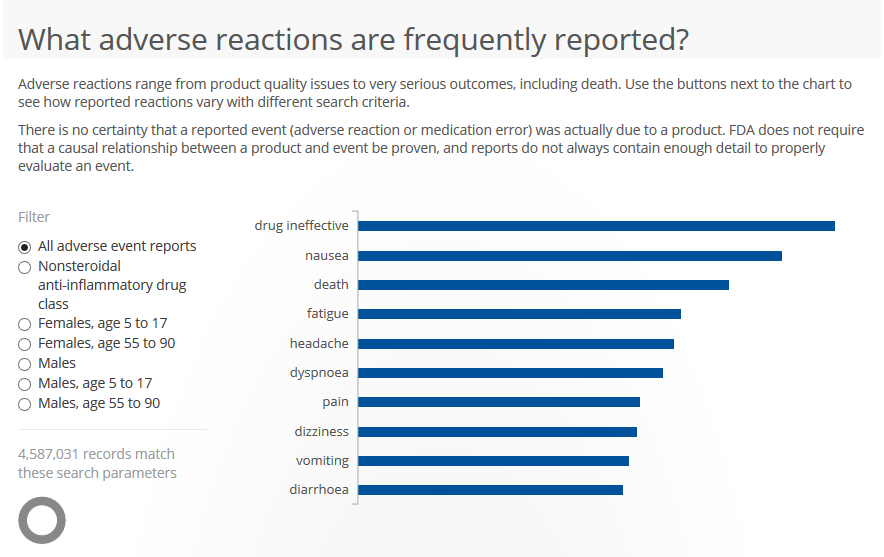 What adverse reactions are frequently reported?
Adverse reactions range from product quality issues to very serious outcomes, including death. Use the buttons next to the chart to
see how reported reactions vary with different search criteria.
There is no certainty that a reported event (adverse reaction or medication error) was actually due to a product. FDA does not require
that a causal relationship between a product and event be proven, and reports do not always contain enough detail to properly
evaluate an event.
Filter
All adverse event reports
Nonsteroidal
anti-inflammatory drug
class
Females, age 5 to 17
Females, age 55 to 90
Males
Males, age 5 to 17
Males, age 55 to 90
4,587,031 records match
these search parameters
drug ineffective
nausea
death
fatigue
headache
dyspnoea
pain
dizziness
vomiting
diarrhoea